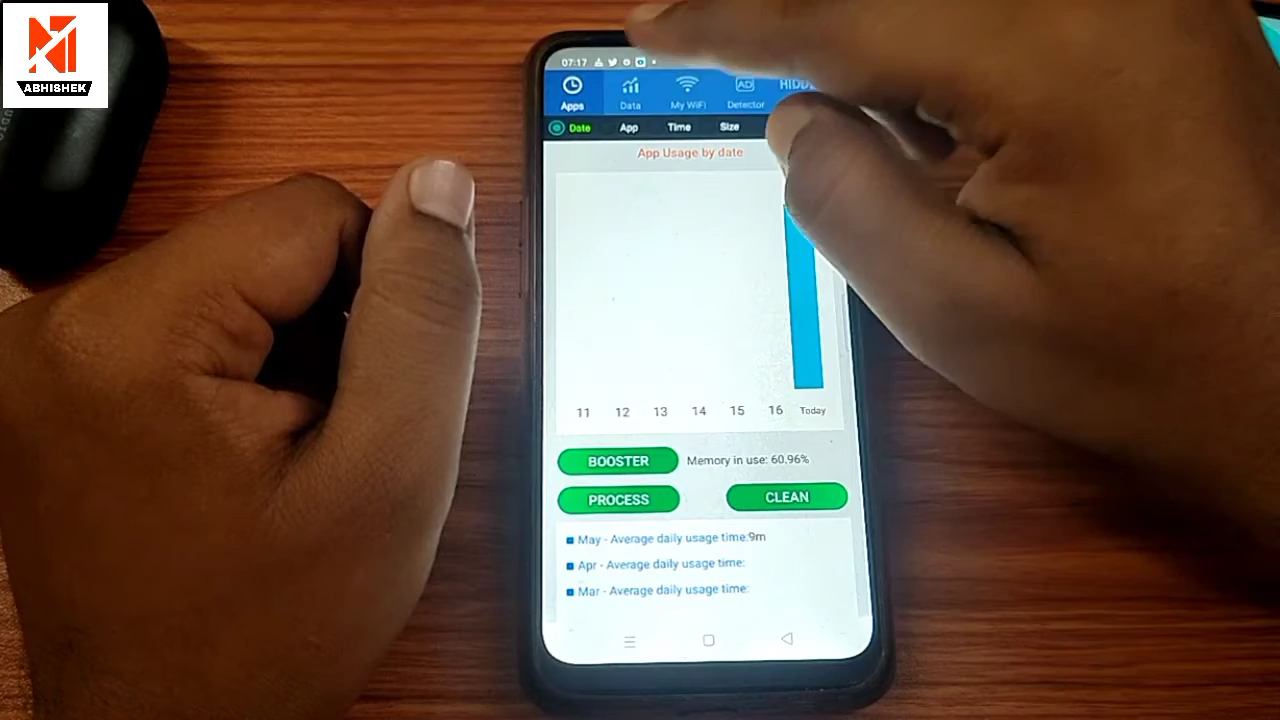 ABHISHEK
07:17
Apps Data My WiFi Detector
AD
Date App Time Size
App Usage by date
11 12 13 14 15 16 Today
BOOSTER Memory in use: 60.96%
PROCESS CLEAN
May - Average daily usage time:9m
Apr - Average daily usage time:
Mar - Average daily usage time: